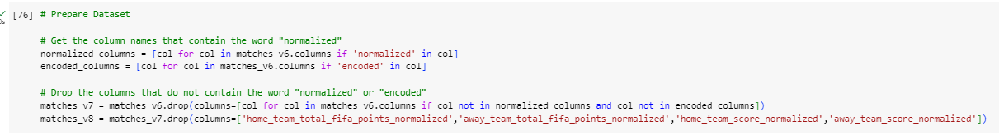 [76] # Prepare Dataset
# Get the column names that contain the word "normalized"
normalized_columns = [col for col in matches_v6.columns if 'normalized' in col]
encoded_columns = [col for col in matches_v6.columns if 'encoded' in col]
# Drop the columns that do not contain the word "normalized" or "encoded"
matches_v7 = matches_v6.drop(columns=[col for col in matches_v6.columns if col not in normalized_columns and col not in encoded_columns])
matches_v8 = matches_v7.drop(columns=['home_team_total_fifa_points_normalized','away_team_total_fifa_points_normalized','home_team_score_normalized','away_team_score_normalized'])